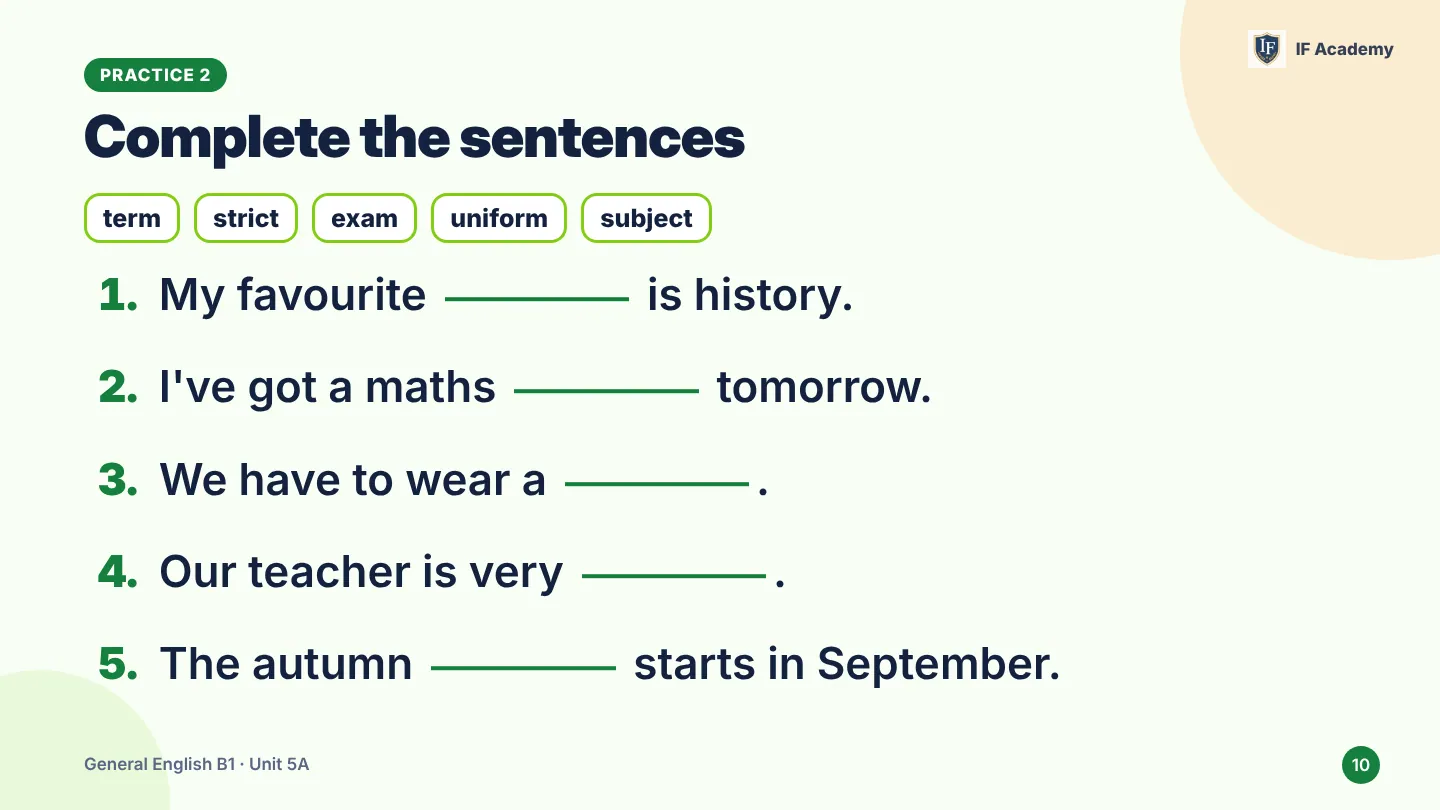 IF
IF Academy
PRACTICE 2
Complete the sentences
term strict exam uniform subject
1. My favourite ________ is history.
2. I've got a maths ________ tomorrow.
3. We have to wear a ________.
4. Our teacher is very ________.
5. The autumn ________ starts in September.
General English B1 · Unit 5A
10